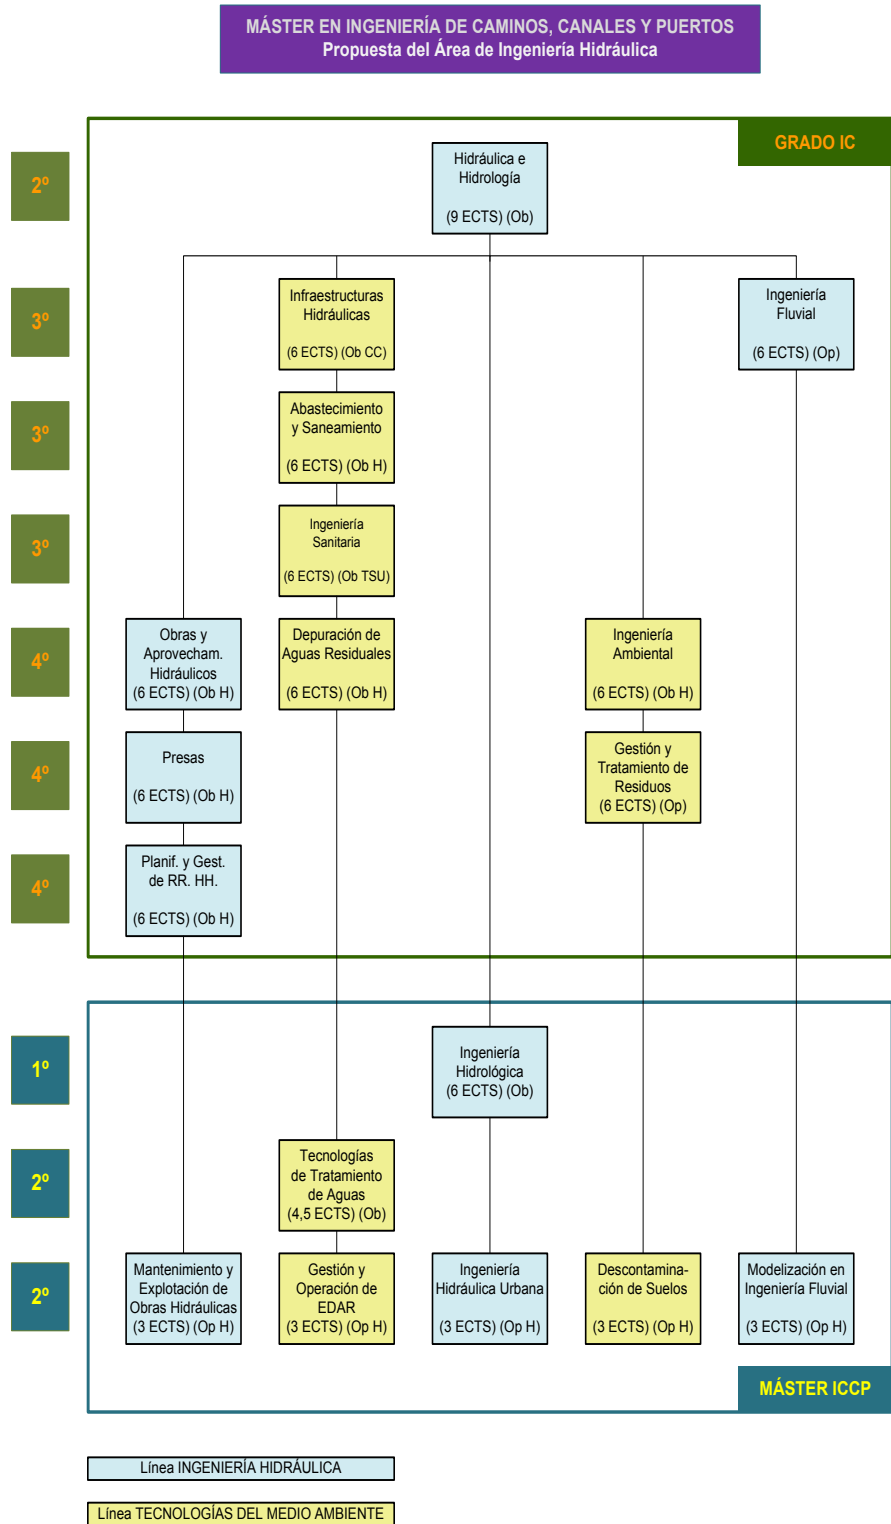 MÁSTER EN INGENIERÍA DE CAMINOS, CANALES Y PUERTOS
Propuesta del Área de Ingeniería Hidráulica
GRADO IC
2º
Hidráulica e
Hidrología
(9 ECTS) (Ob)
3º
Infraestructuras
Hidráulicas
(6 ECTS) (Ob CC)
Ingeniería
Fluvial
(6 ECTS) (Op)
3º
Abastecimiento
y Saneamiento
(6 ECTS) (Ob H)
3º
Ingeniería
Sanitaria
(6 ECTS) (Ob TSU)
4º
Obras y
Aprovecham.
Hidráulicos
(6 ECTS) (Ob H)
Depuración de
Aguas Residuales
(6 ECTS) (Ob H)
Ingeniería
Ambiental
(6 ECTS) (Ob H)
4º
Presas
(6 ECTS) (Ob H)
Gestión y
Tratamiento de
Residuos
(6 ECTS) (Op)
4º
Planif. y Gest.
de RR. HH.
(6 ECTS) (Ob H)
1º
Ingeniería
Hidrológica
(6 ECTS) (Ob)
2º
Tecnologías
de Tratamiento
de Aguas
(4,5 ECTS) (Ob)
2º
Mantenimiento y
Explotación de
Obras Hidráulicas
(3 ECTS) (Op H)
Gestión y
Operación de
EDAR
(3 ECTS) (Op H)
Ingeniería
Hidráulica Urbana
(3 ECTS) (Op H)
Descontamina-
ción de Suelos
(3 ECTS) (Op H)
Modelización en
Ingeniería Fluvial
(3 ECTS) (Op H)
MÁSTER ICCP
Línea INGENIERÍA HIDRÁULICA
Línea TECNOLOGÍAS DEL MEDIO AMBIENTE